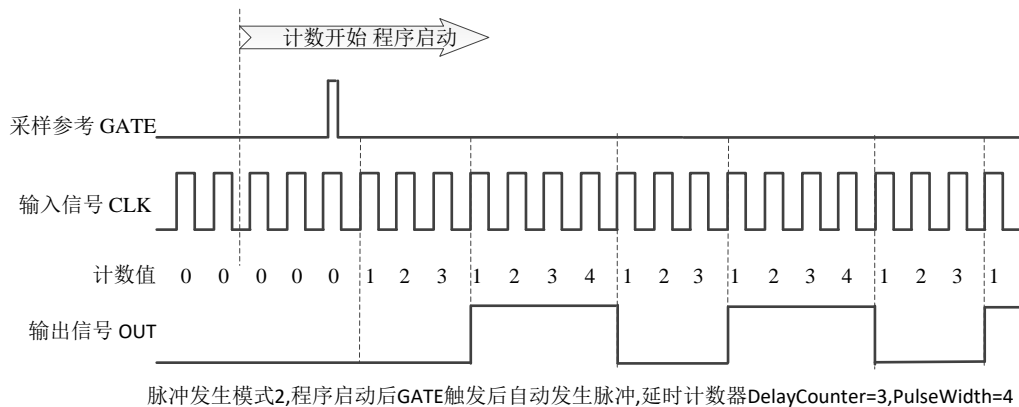 计数开始 程序启动
采样参考 GATE
输入信号 CLK
计数值 0 0 0 0 0 1 2 3 1 2 3 4 1 2 3 1 2 3 4 1 2 3 1
输出信号 OUT
脉冲发生模式2,程序启动后GATE触发后自动发生脉冲,延时计数器DelayCounter=3,PulseWidth=4